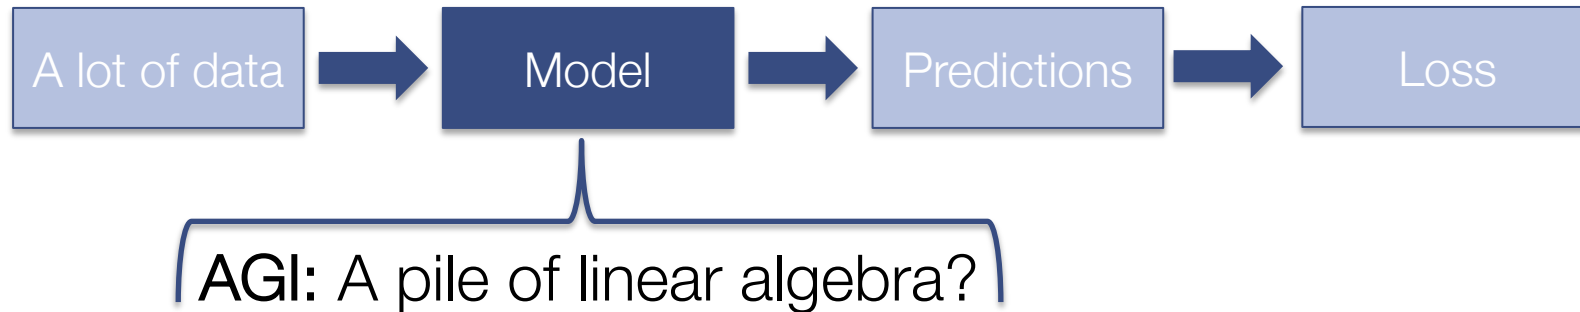 A lot of data
Model
Predictions
Loss
AGI: A pile of linear algebra?